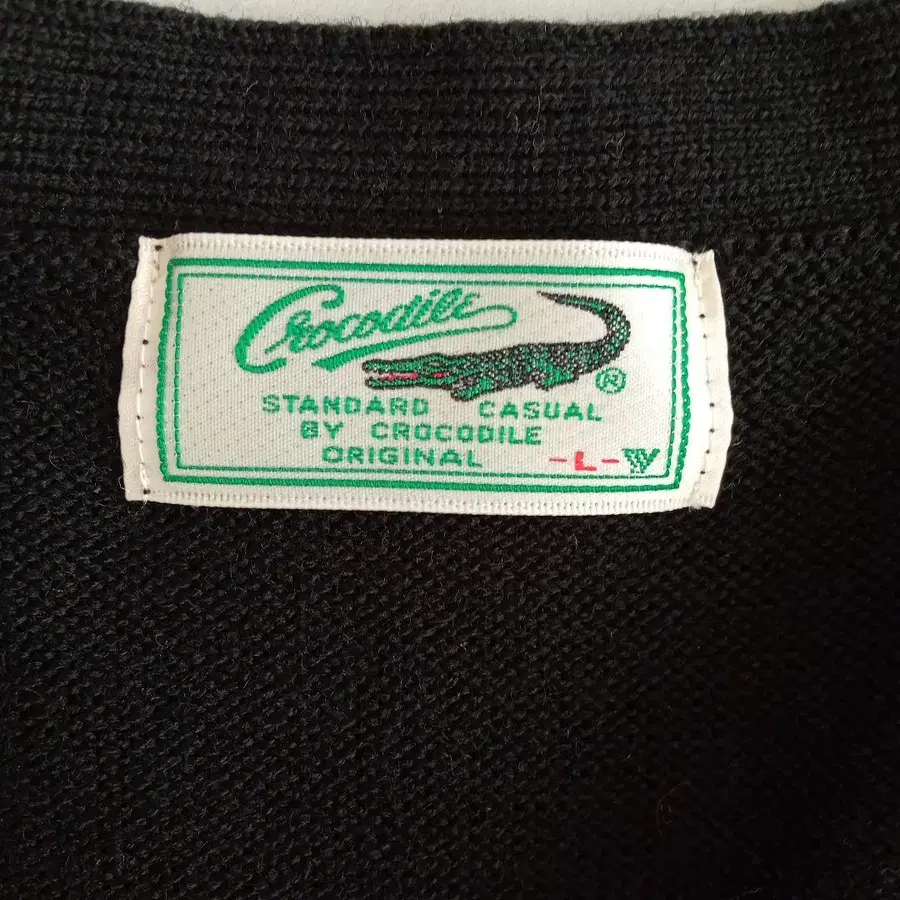 Crocodile ®
STANDARD CASUAL
BY CROCODILE
ORIGINAL -L- W